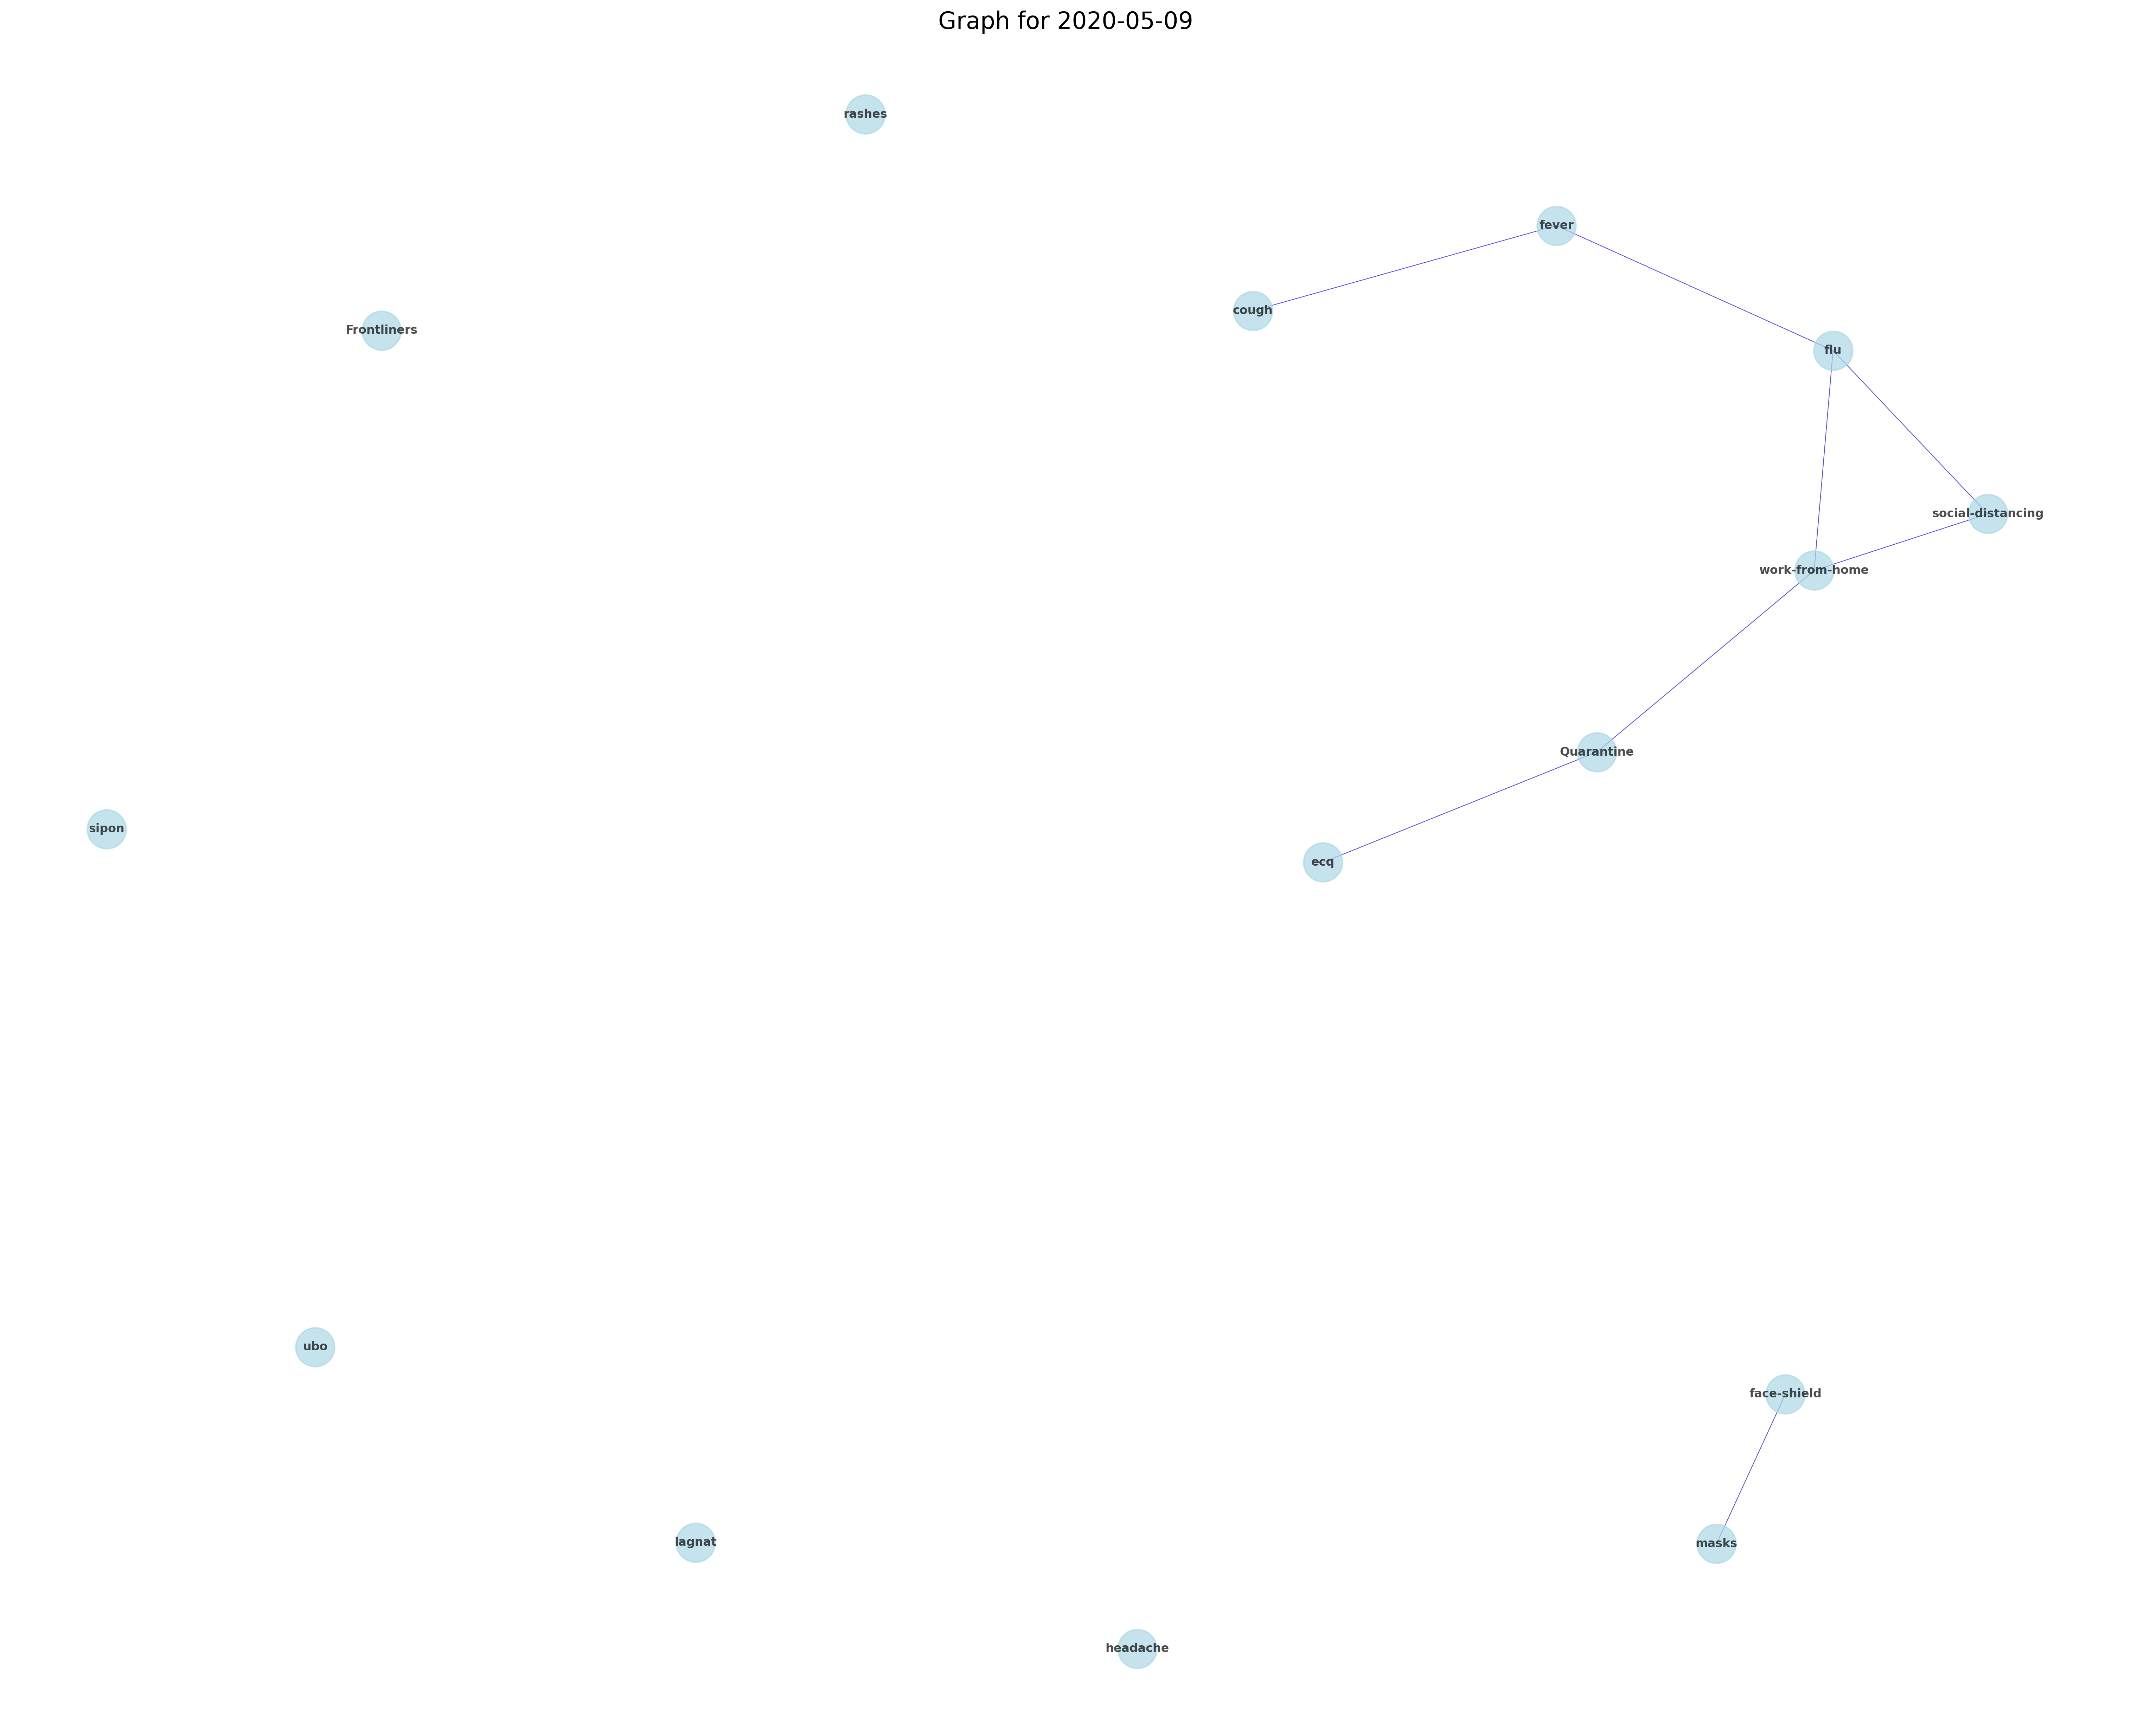 Graph for 2020-05-09
rashes
fever
cough
Frontliners
flu
social-distancing
work-from-home
Quarantine
sipon
ecq
ubo
face-shield
lagnat
masks
headache